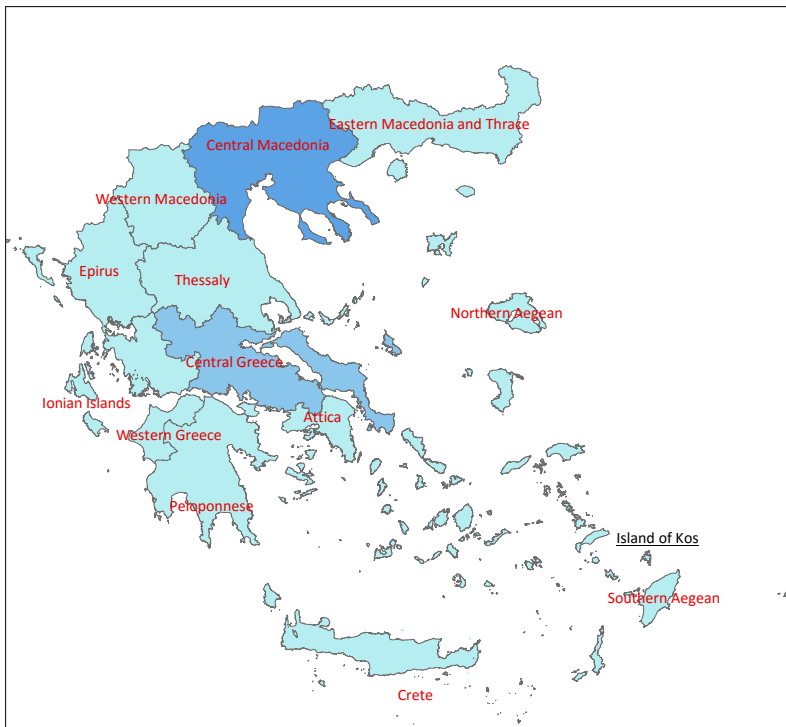 Eastern Macedonia and Thrace
Central Macedonia
Western Macedonia
Epirus
Thessaly
Northern Aegean
Central Greece
Ionian Islands
Attica
Western Greece
Peloponnese
Island of Kos
Southern Aegean
Crete